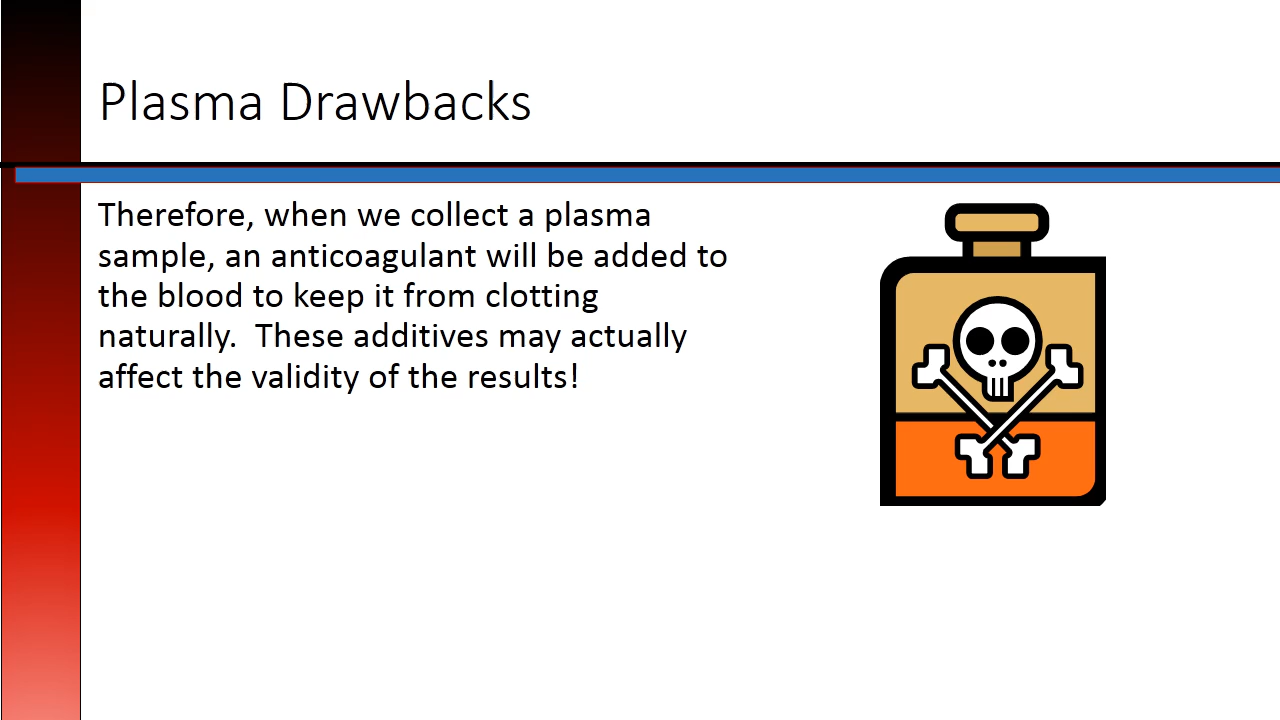 Plasma Drawbacks
Therefore, when we collect a plasma
sample, an anticoagulant will be added to
the blood to keep it from clotting
naturally.  These additives may actually
affect the validity of the results!